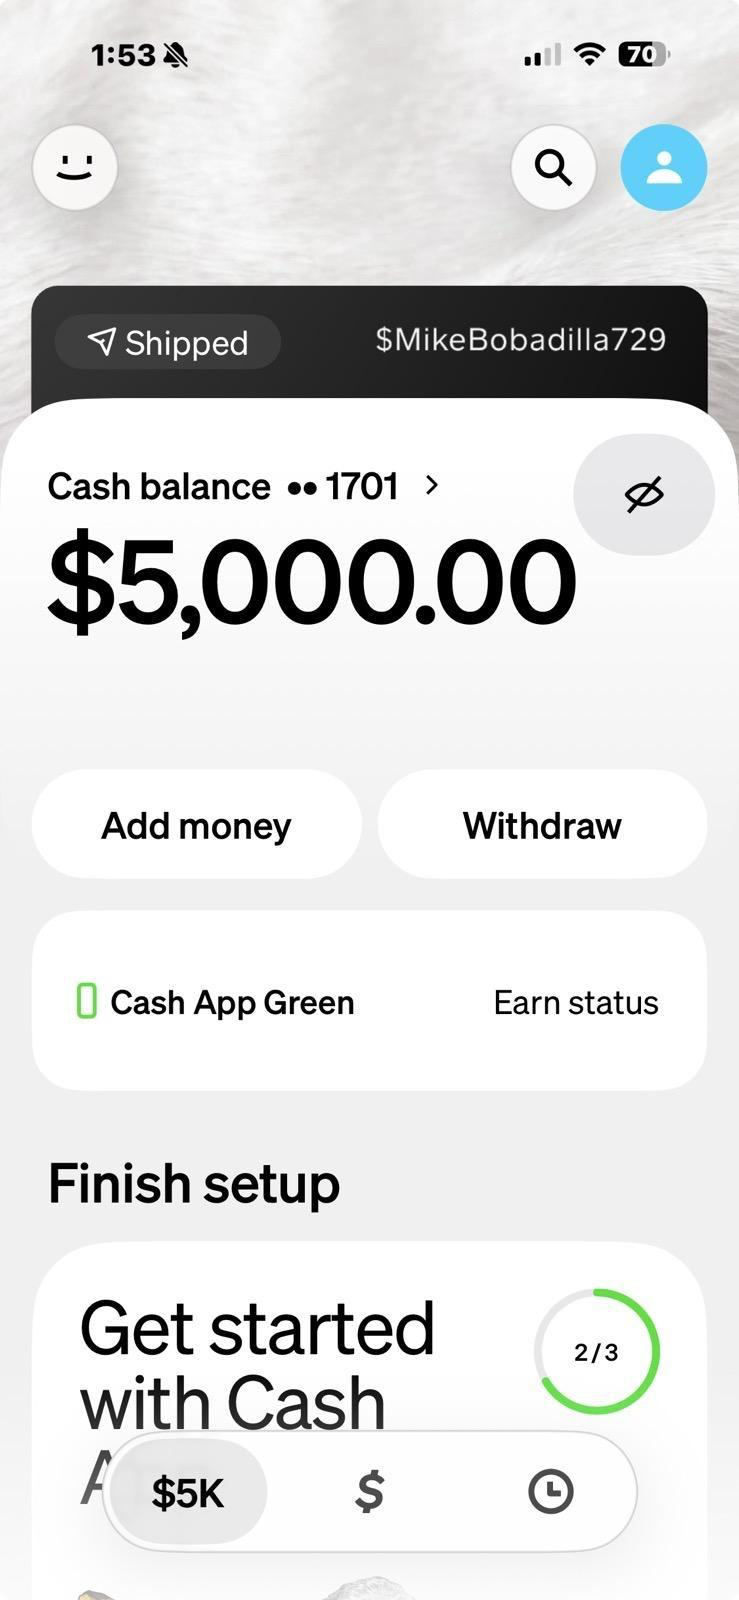 1:53
70
Shipped
$MikeBobadilla729
Cash balance ••1701 >
$5,000.00
Add money
Withdraw
Cash App Green
Earn status
Finish setup
Get started
2/3
with Cash
A
$5K
$